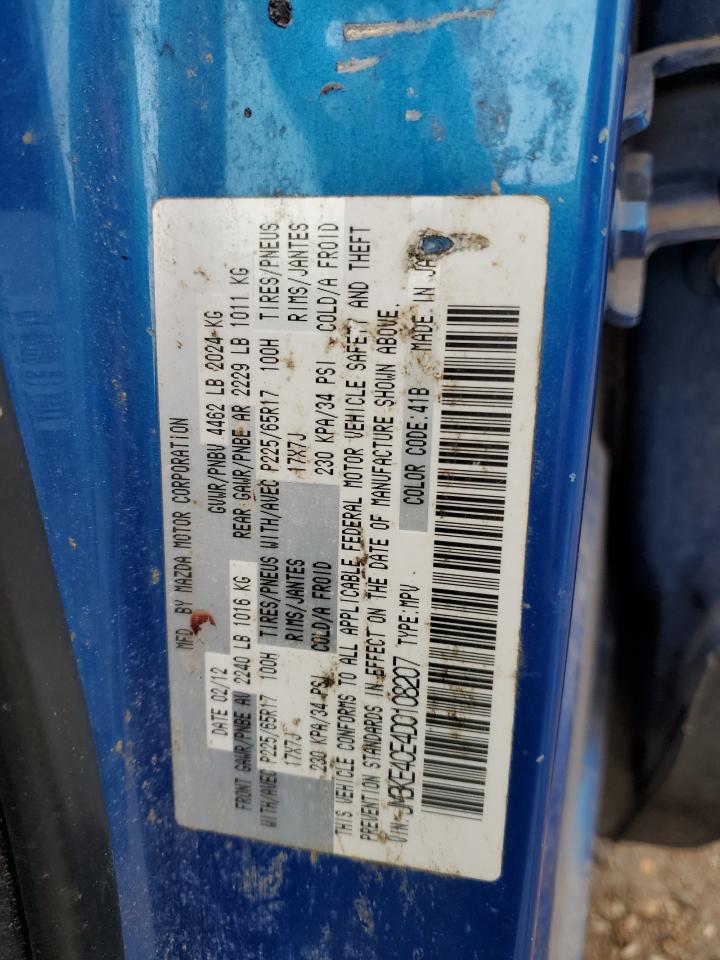 MFD BY MAZDA MOTOR CORPORATION
DATE 02/12 GVWR/PNBV 4462 LB 2024 KG
FRONT GAWR/PNBE AV 2240 LB 1016 KG REAR GAWR/PNBE AR 2229 LB 1011 KG
WITH/AVEC P225/65R17 100H TIRES/PNEUS WITH/AVEC P225/65R17 100H TIRES/PNEUS
17X7J RIMS/JANTES 17X7J RIMS/JANTES
230 KPA/34 PSI COLD/A FROID 230 KPA/34 PSI COLD/A FROID
THIS VEHICLE CONFORMS TO ALL APPLICABLE FEDERAL MOTOR VEHICLE SAFETY AND THEFT
PREVENTION STANDARDS IN EFFECT ON THE DATE OF MANUFACTURE SHOWN ABOVE.
VIN: JM3KE4CE4D0108207 TYPE:MPV COLOR CODE:41B MADE IN